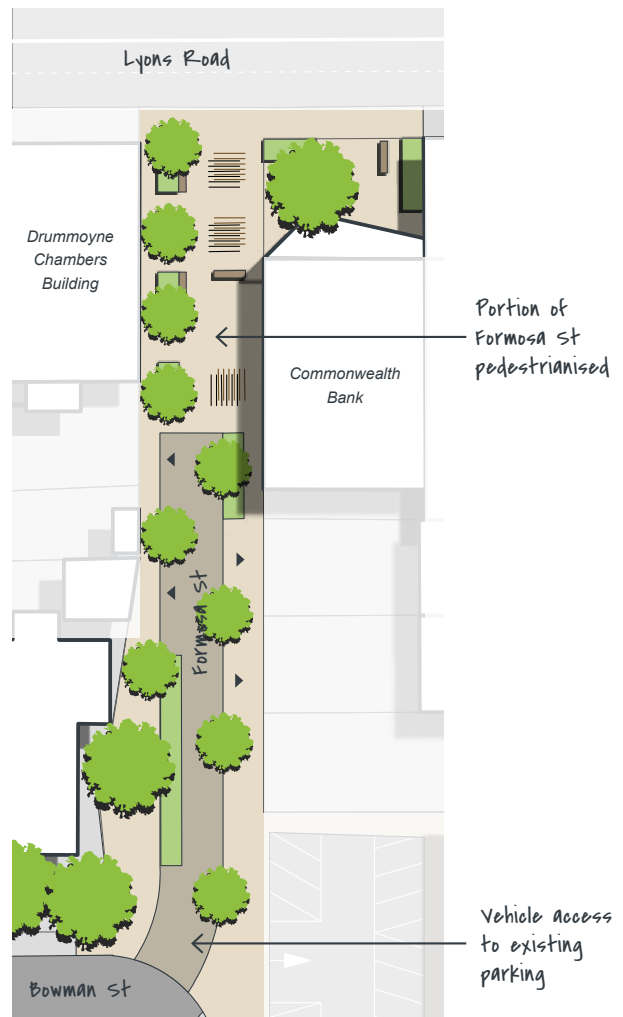 Lyons Road
Drummoyne
Chambers
Building
Portion of
Formosa St
pedestrianised
Commonwealth
Bank
Formosa St
Vehicle access
to existing
parking
Bowman St